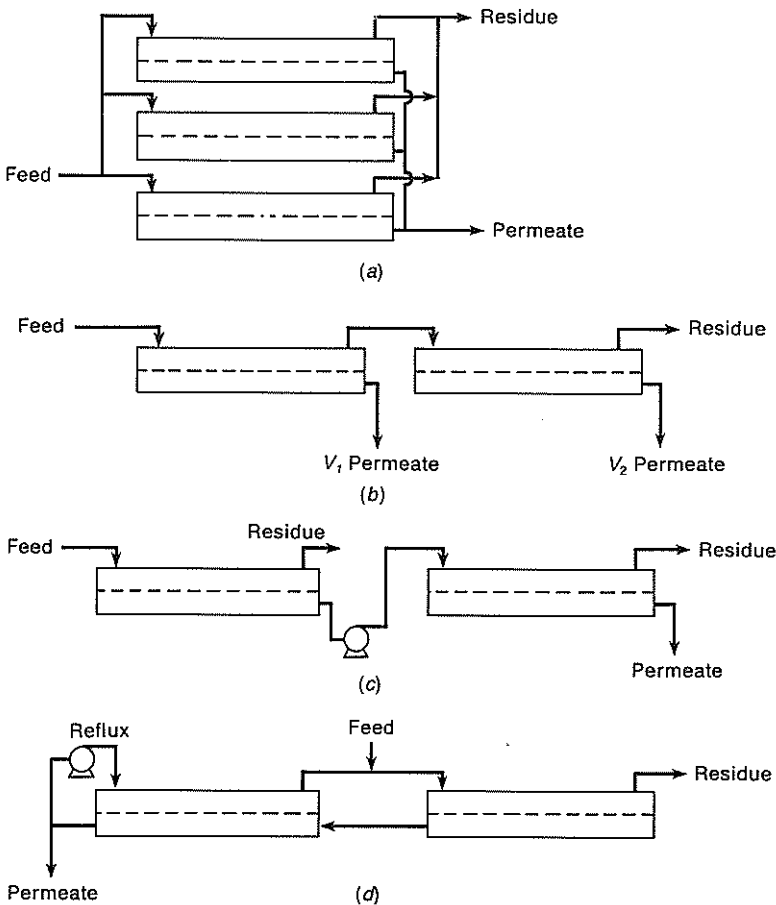 Residue
Feed
Permeate
(a)
Feed
Residue
V₁ Permeate
V₂ Permeate
(b)
Feed
Residue
Residue
Permeate
(c)
Reflux
Feed
Residue
Permeate
(d)